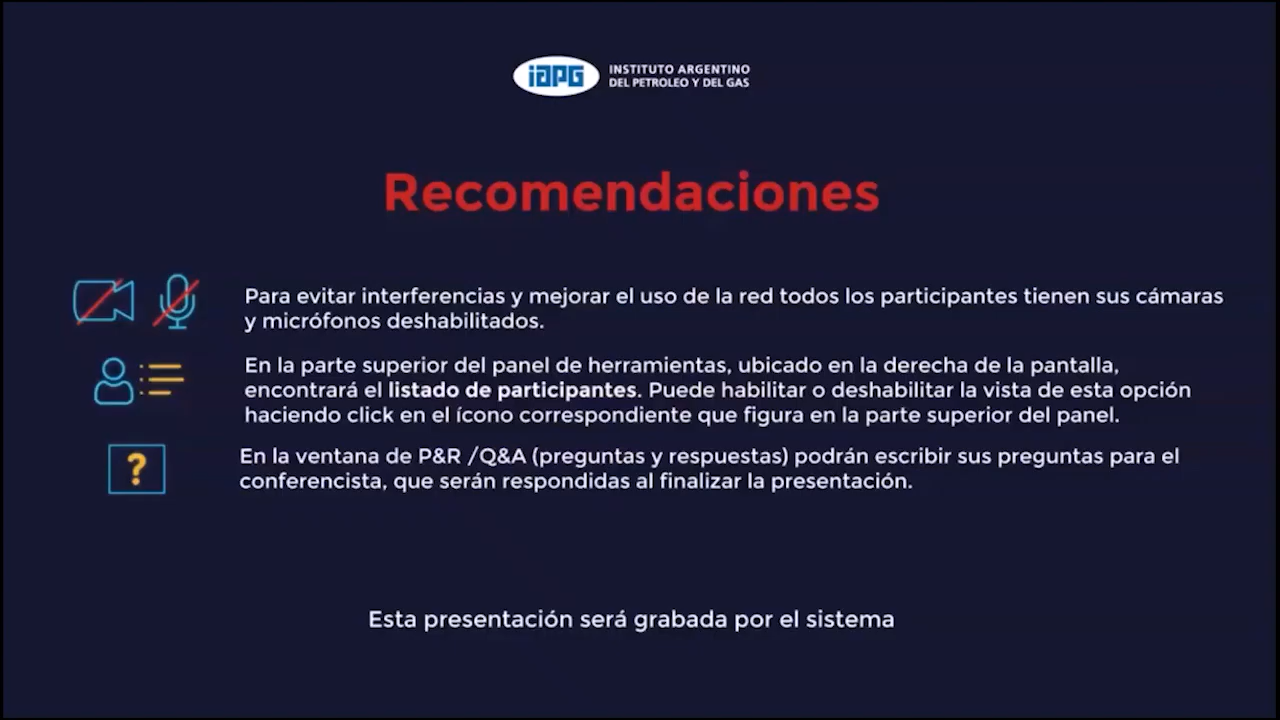 iapg INSTITUTO ARGENTINO
DEL PETROLEO Y DEL GAS
Recomendaciones
Para evitar interferencias y mejorar el uso de la red todos los participantes tienen sus cámaras
y micrófonos deshabilitados.
En la parte superior del panel de herramientas, ubicado en la derecha de la pantalla,
encontrará el listado de participantes. Puede habilitar o deshabilitar la vista de esta opción
haciendo click en el ícono correspondiente que figura en la parte superior del panel.
?
En la ventana de P&R /Q&A (preguntas y respuestas) podrán escribir sus preguntas para el
conferencista, que serán respondidas al finalizar la presentación.
Esta presentación será grabada por el sistema